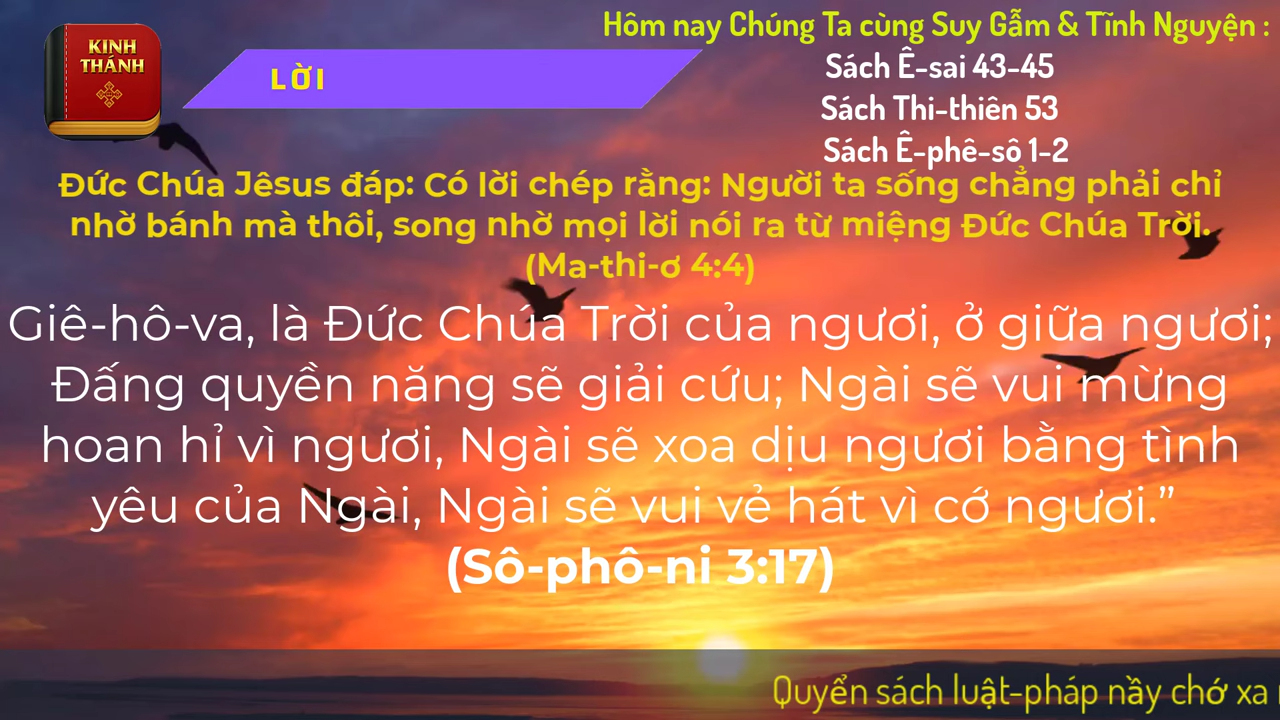 KINH
THÁNH
LỜI
Hôm nay Chúng Ta cùng Suy Gẫm & Tĩnh Nguyện :
Sách Ê-sai 43-45
Sách Thi-thiên 53
Sách Ê-phê-sô 1-2
Đức Chúa Jêsus đáp: Có lời chép rằng: Người ta sống chẳng phải chỉ
nhờ bánh mà thôi, song nhờ mọi lời nói ra từ miệng Đức Chúa Trời.
(Ma-thi-ơ 4:4)
Giê-hô-va, là Đức Chúa Trời của ngươi, ở giữa ngươi;
Đấng quyền năng sẽ giải cứu; Ngài sẽ vui mừng
hoan hỉ vì ngươi, Ngài sẽ xoa dịu ngươi bằng tình
yêu của Ngài, Ngài sẽ vui vẻ hát vì cớ ngươi.”
(Sô-phô-ni 3:17)
Quyển sách luật-pháp nầy chớ xa